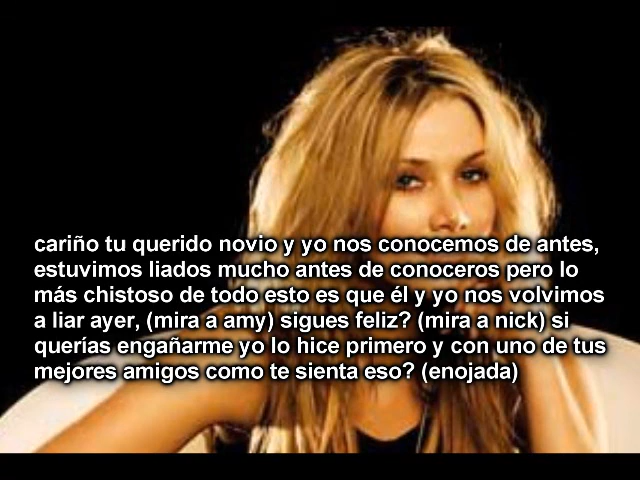 cariño tu querido novio y yo nos conocemos de antes,
estuvimos liados mucho antes de conoceros pero lo
más chistoso de todo esto es que él y yo nos volvimos
a liar ayer, (mira a amy) sigues feliz? (mira a nick) si
querías engañarme yo lo hice primero y con uno de tus
mejores amigos como te sienta eso? (enojada)